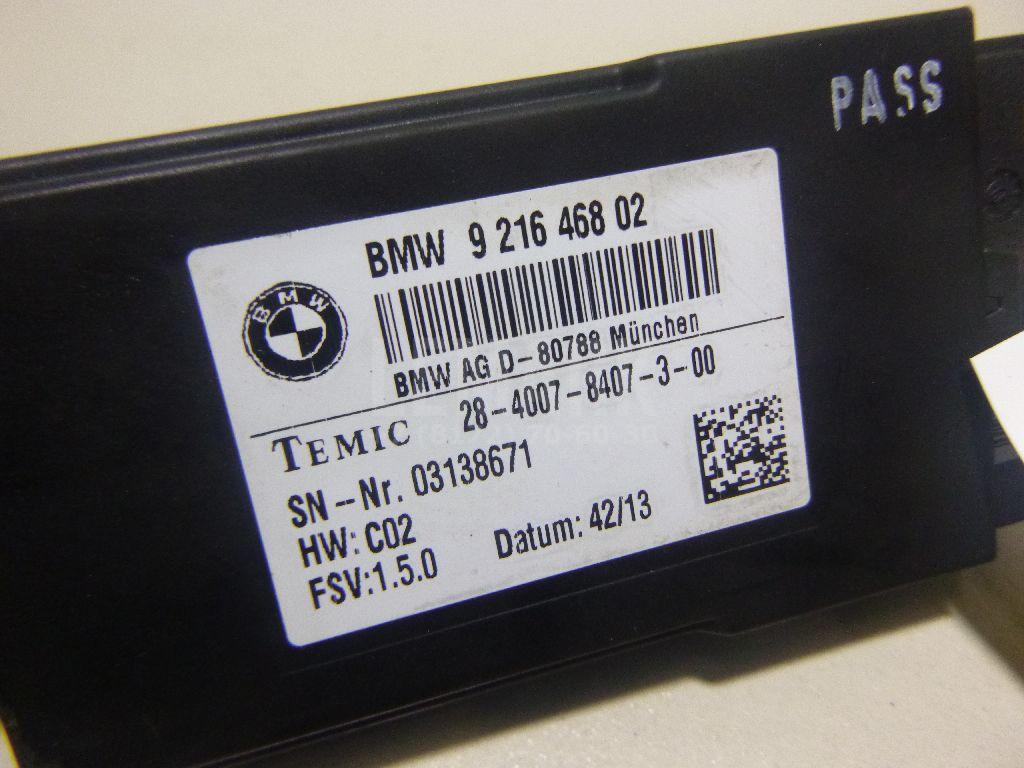 PASS
BMW 9 216 468 02
BMW
BMW AG D-80788 München
TEMIC 28-4007-8407-3-00
SN-Nr. 03138671
HW: C02
Datum: 42/13
FSV:1.5.0